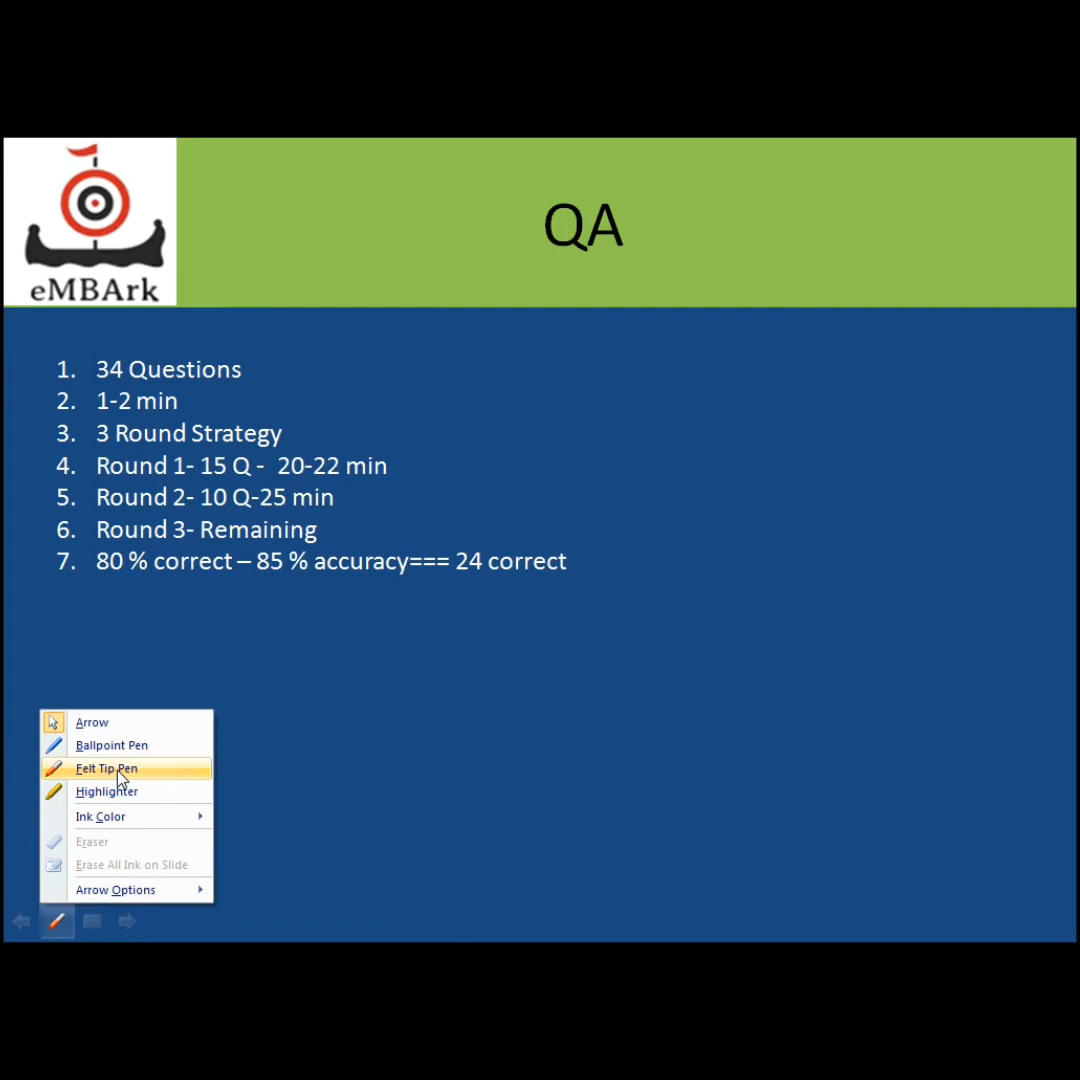 eMBArk
QA
1. 34 Questions
2. 1-2 min
3. 3 Round Strategy
4. Round 1- 15 Q - 20-22 min
5. Round 2- 10 Q-25 min
6. Round 3- Remaining
7. 80 % correct – 85 % accuracy=== 24 correct
Arrow
Ballpoint Pen
Felt Tip Pen
Highlighter
Ink Color
Eraser
Erase All Ink on Slide
Arrow Options